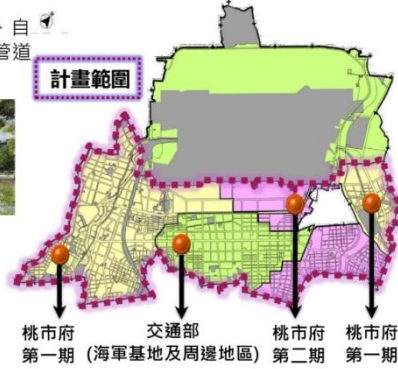 、自
管道
計畫範圍
桃市府
第一期
交通部
(海軍基地及周邊地區)
桃市府
第二期
桃市府
第一期